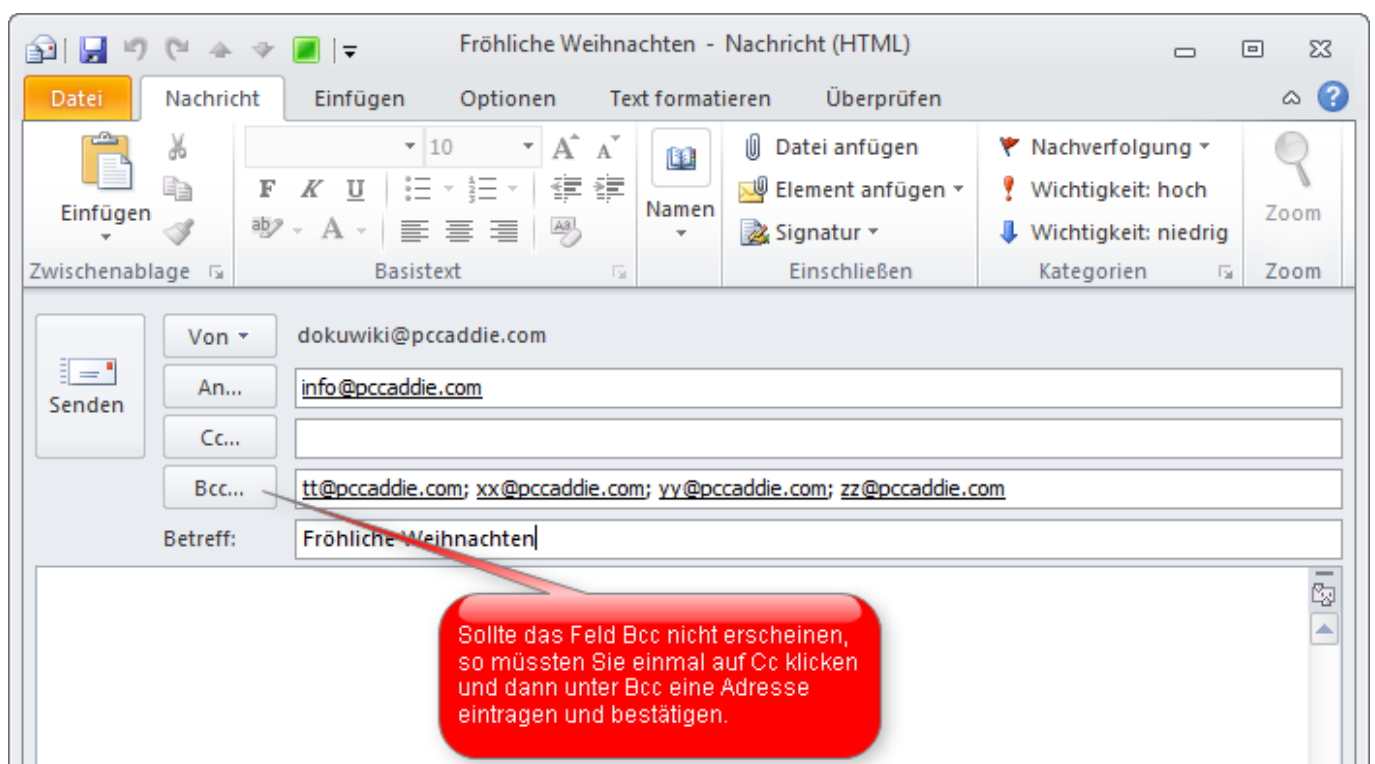 Fröhliche Weihnachten - Nachricht (HTML)
Datei Nachricht Einfügen Optionen Text formatieren Überprüfen
Einfügen
Zwischenablage
10
F K U
A A
ab A
Aa
Basistext
Namen
Datei anfügen
Element anfügen
Signatur
Einschließen
Nachverfolgung
Wichtigkeit: hoch
Wichtigkeit: niedrig
Kategorien
Zoom
Zoom
Senden
Von dokuwiki@pccaddie.com
An... info@pccaddie.com
Cc...
Bcc... tt@pccaddie.com; xx@pccaddie.com; yy@pccaddie.com; zz@pccaddie.com
Betreff: Fröhliche Weihnachten
Sollte das Feld Bcc nicht erscheinen,
so müssten Sie einmal auf Cc klicken
und dann unter Bcc eine Adresse
eintragen und bestätigen.